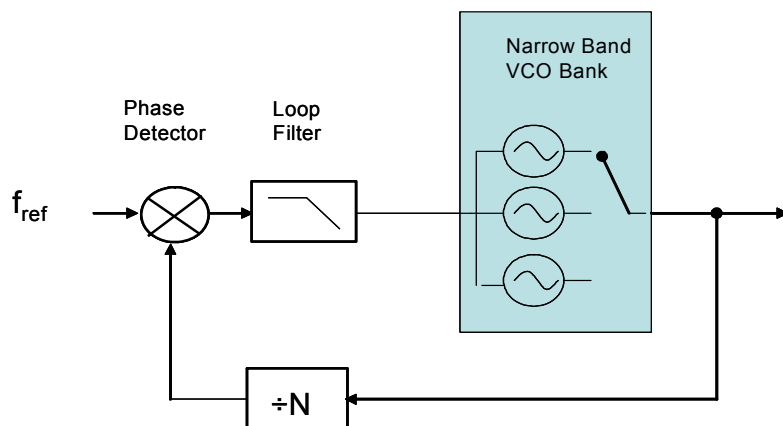 Narrow Band
VCO Bank
Phase
Detector
Loop
Filter
fref
÷N